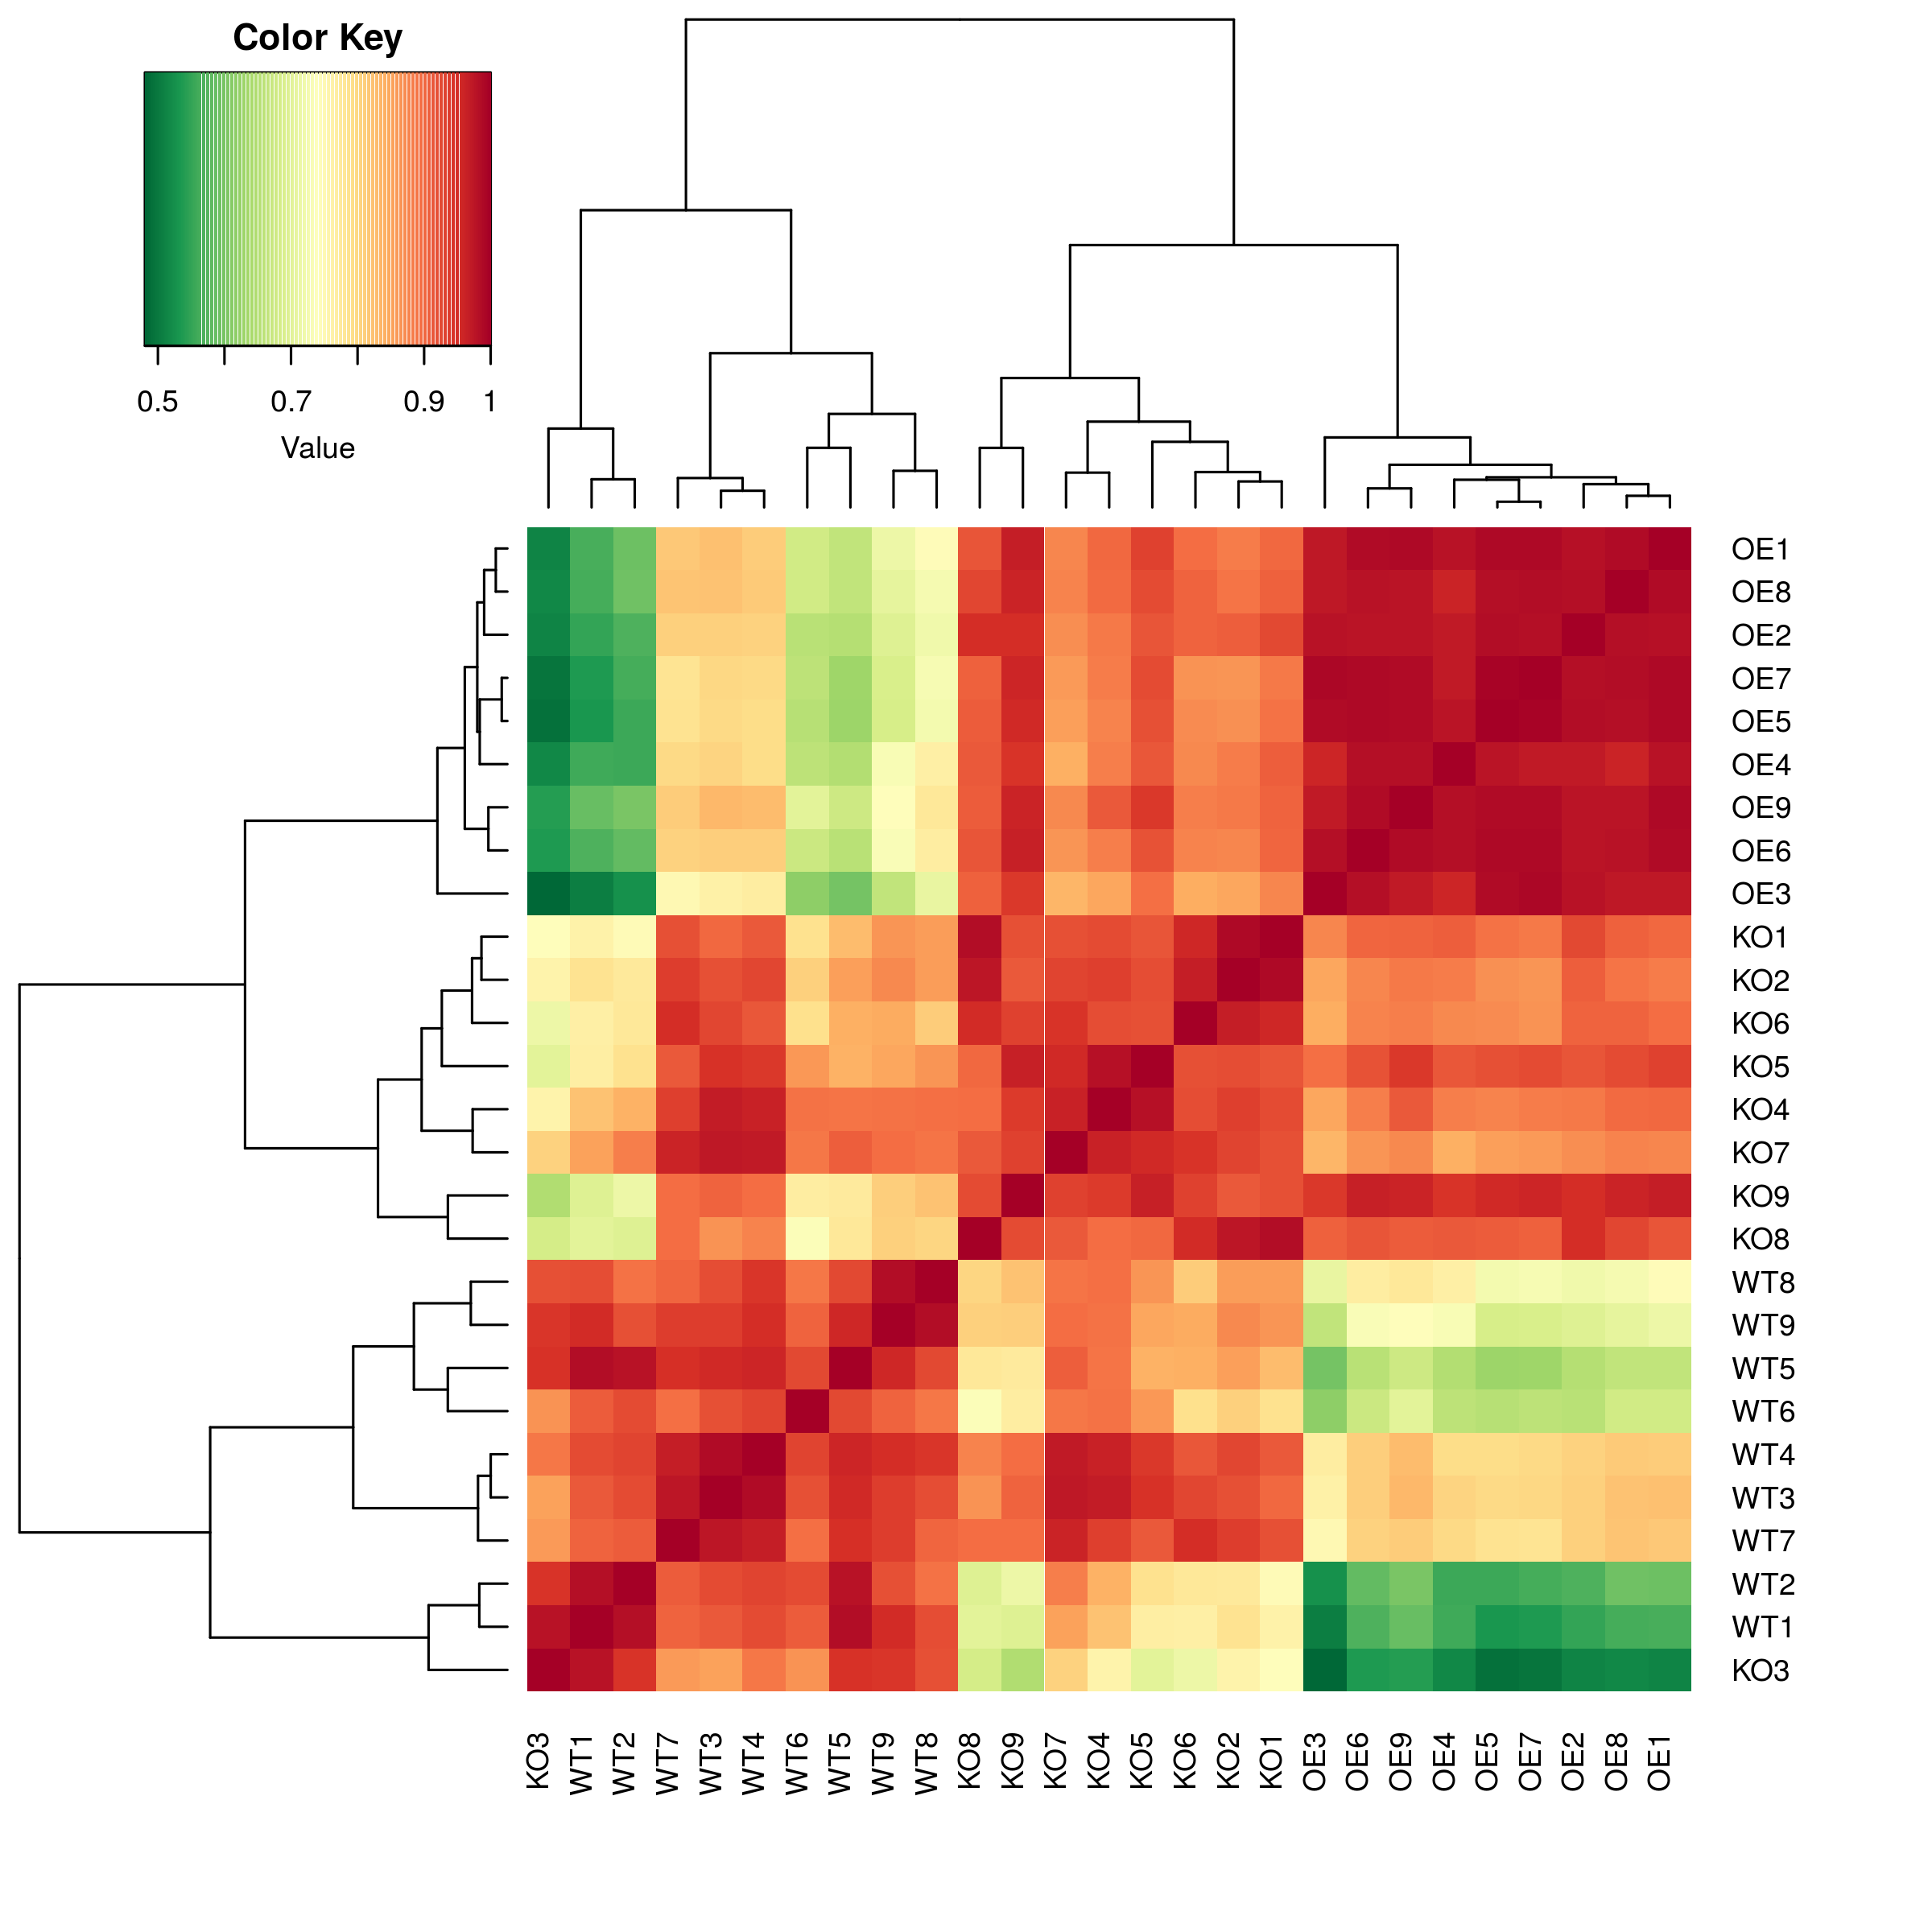 Color Key
0.5 0.7 0.9 1
Value
OE1
OE8
OE2
OE7
OE5
OE4
OE9
OE6
OE3
KO1
KO2
KO6
KO5
KO4
KO7
KO9
KO8
WT8
WT9
WT5
WT6
WT4
WT3
WT7
WT2
WT1
KO3
KO3 WT1 WT2 WT7 WT3 WT4 WT6 WT5 WT9 WT8 KO8 KO9 KO7 KO4 KO5 KO6 KO2 KO1 OE3 OE6 OE9 OE4 OE5 OE7 OE2 OE8 OE1